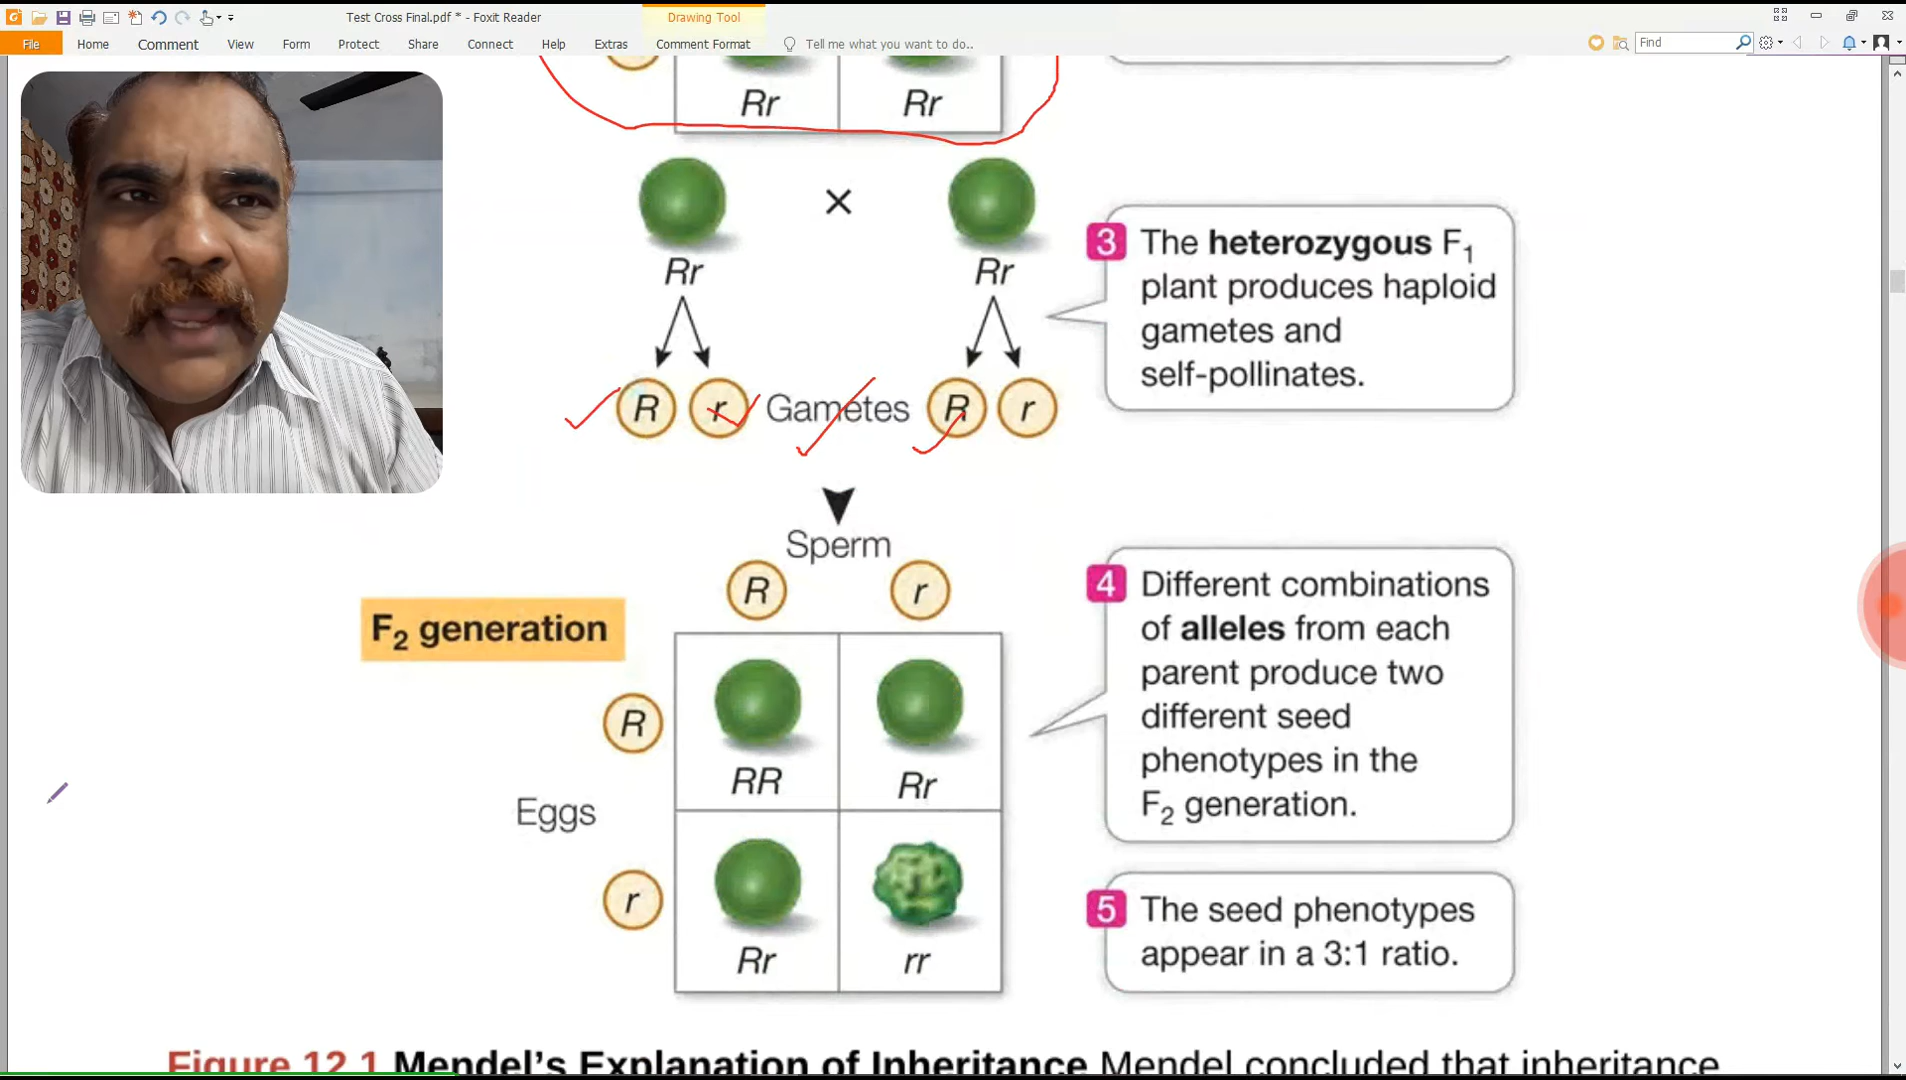 Test Cross Final.pdf * - Foxit Reader
Drawing Tool
File Home Comment View Form Protect Share Connect Help Extras Comment Format Tell me what you want to do.. Find
Rr Rr
×
Rr Rr
R r Gametes R r
3 The heterozygous F₁
plant produces haploid
gametes and
self-pollinates.
Sperm
R r
F₂ generation
R
RR Rr
Eggs
r
Rr rr
4 Different combinations
of alleles from each
parent produce two
different seed
phenotypes in the
F₂ generation.
5 The seed phenotypes
appear in a 3:1 ratio.
Figure 12.1 Mendel's Explanation of Inheritance Mendel concluded that inheritance